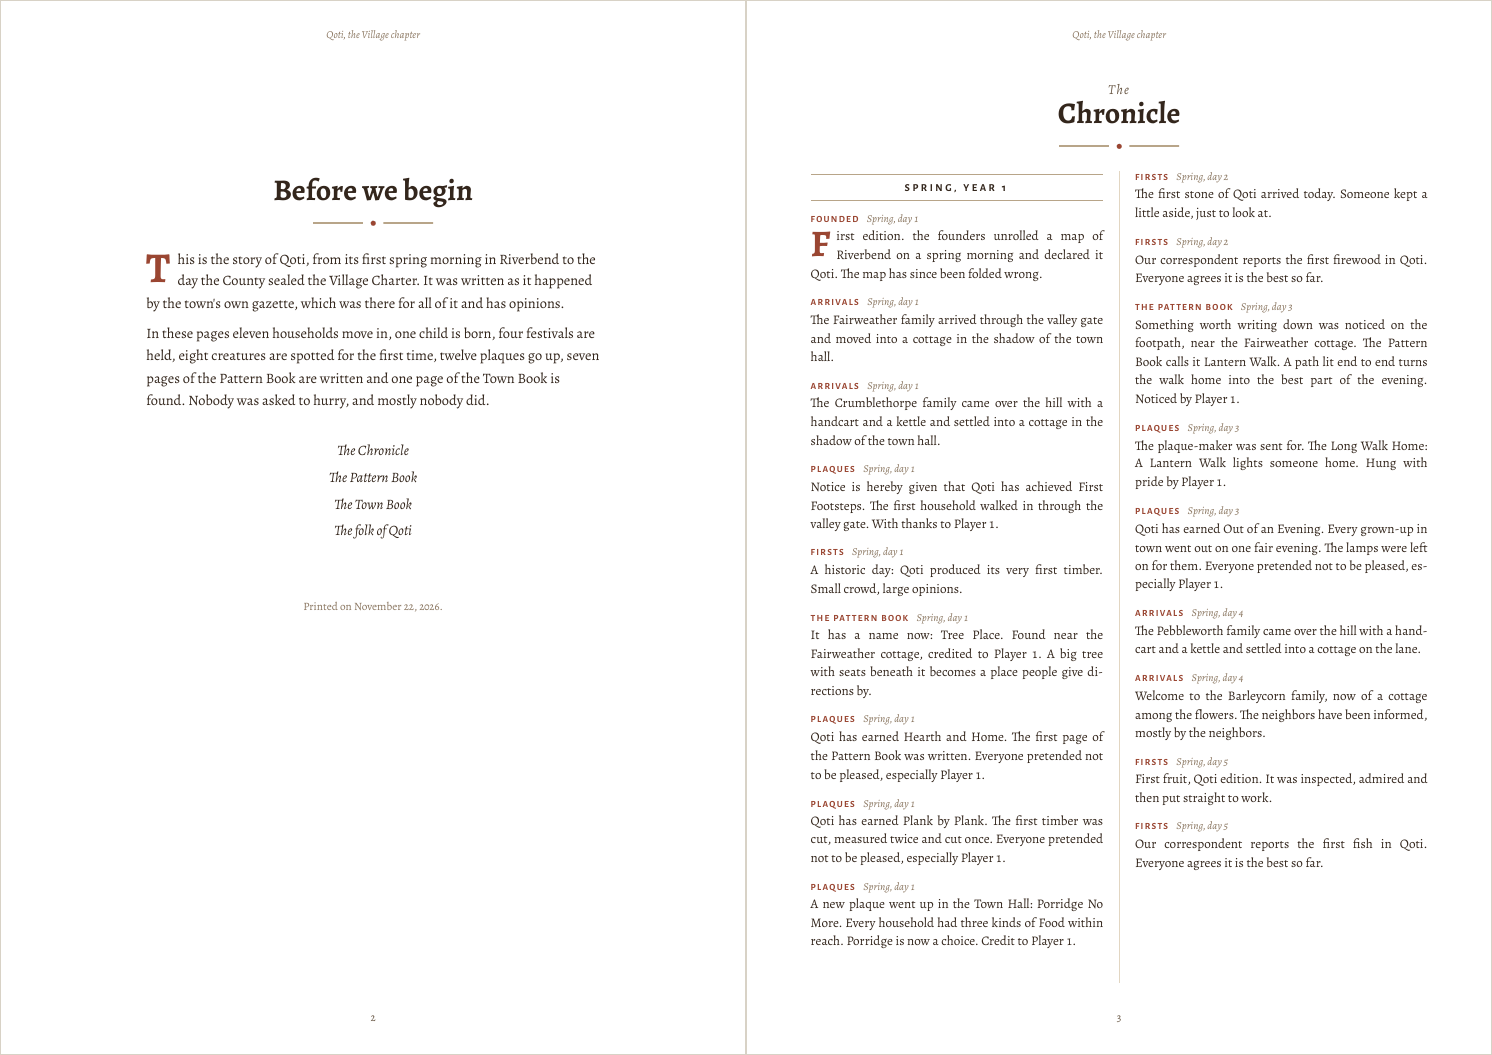 Qoti, the Village chapter
Before we begin
This is the story of Qoti, from its first spring morning in Riverbend to the
day the County sealed the Village Charter. It was written as it happened
by the town's own gazette, which was there for all of it and has opinions.
In these pages eleven households move in, one child is born, four festivals are
held, eight creatures are spotted for the first time, twelve plaques go up, seven
pages of the Pattern Book are written and one page of the Town Book is
found. Nobody was asked to hurry, and mostly nobody did.
The Chronicle
The Pattern Book
The Town Book
The folk of Qoti
Printed on November 22, 2026.
2
Qoti, the Village chapter
The
Chronicle
SPRING, YEAR 1
FOUNDED Spring, day 1
First edition. the founders unrolled a map of
Riverbend on a spring morning and declared it
Qoti. The map has since been folded wrong.
ARRIVALS Spring, day 1
The Fairweather family arrived through the valley gate
and moved into a cottage in the shadow of the town
hall.
ARRIVALS Spring, day 1
The Crumblethorpe family came over the hill with a
handcart and a kettle and settled into a cottage in the
shadow of the town hall.
PLAQUES Spring, day 1
Notice is hereby given that Qoti has achieved First
Footsteps. The first household walked in through the
valley gate. With thanks to Player 1.
FIRSTS Spring, day 1
A historic day: Qoti produced its very first timber.
Small crowd, large opinions.
THE PATTERN BOOK Spring, day 1
It has a name now: Tree Place. Found near the
Fairweather cottage, credited to Player 1. A big tree
with seats beneath it becomes a place people give di-
rections by.
PLAQUES Spring, day 1
Qoti has earned Hearth and Home. The first page of
the Pattern Book was written. Everyone pretended not
to be pleased, especially Player 1.
PLAQUES Spring, day 1
Qoti has earned Plank by Plank. The first timber was
cut, measured twice and cut once. Everyone pretended
not to be pleased, especially Player 1.
PLAQUES Spring, day 1
A new plaque went up in the Town Hall: Porridge No
More. Every household had three kinds of Food within
reach. Porridge is now a choice. Credit to Player 1.
FIRSTS Spring, day 2
The first stone of Qoti arrived today. Someone kept a
little aside, just to look at.
FIRSTS Spring, day 2
Our correspondent reports the first firewood in Qoti.
Everyone agrees it is the best so far.
THE PATTERN BOOK Spring, day 3
Something worth writing down was noticed on the
footpath, near the Fairweather cottage. The Pattern
Book calls it Lantern Walk. A path lit end to end turns
the walk home into the best part of the evening.
Noticed by Player 1.
PLAQUES Spring, day 3
The plaque-maker was sent for. The Long Walk Home:
A Lantern Walk lights someone home. Hung with
pride by Player 1.
PLAQUES Spring, day 3
Qoti has earned Out of an Evening. Every grown-up in
town went out on one fair evening. The lamps were left
on for them. Everyone pretended not to be pleased, es-
pecially Player 1.
ARRIVALS Spring, day 4
The Pebbleworth family came over the hill with a hand-
cart and a kettle and settled into a cottage on the lane.
ARRIVALS Spring, day 4
Welcome to the Barleycorn family, now of a cottage
among the flowers. The neighbors have been informed,
mostly by the neighbors.
FIRSTS Spring, day 5
First fruit, Qoti edition. It was inspected, admired and
then put straight to work.
FIRSTS Spring, day 5
Our correspondent reports the first fish in Qoti.
Everyone agrees it is the best so far.
3